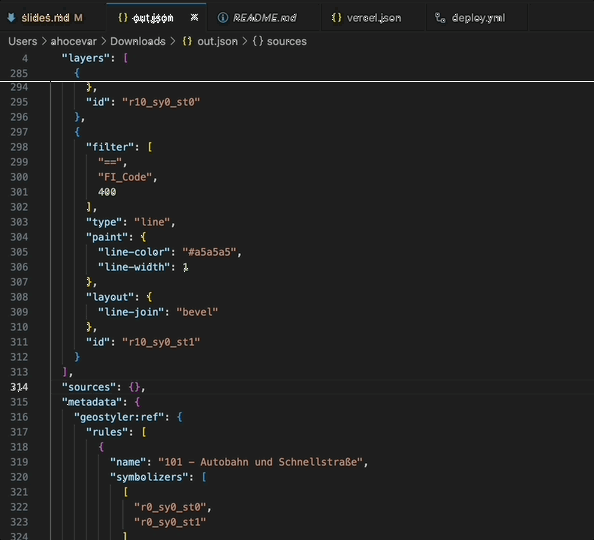 slides.md out.json README.md vercel.json deploy.yml
Users > ahocevar > Downloads > {} out.json > {} sources
4 "layers": [
285 {
294 },
295 "id": "r10_sy0_st0"
296 },
297 {
298 "filter": [
299 "==",
300 "FI_Code",
301 400
302 ],
303 "type": "line",
304 "paint": {
305 "line-color": "#a5a5a5",
306 "line-width": 1
307 },
308 "layout": {
309 "line-join": "bevel"
310 },
311 "id": "r10_sy0_st1"
312 }
313 ],
314 "sources": {},
315 "metadata": {
316 "geostyler:ref": {
317 "rules": [
318 {
319 "name": "101 - Autobahn und Schnellstraße",
320 "symbolizers": [
321 [
322 "r0_sy0_st0",
323 "r0_sy0_st1"
324 ]